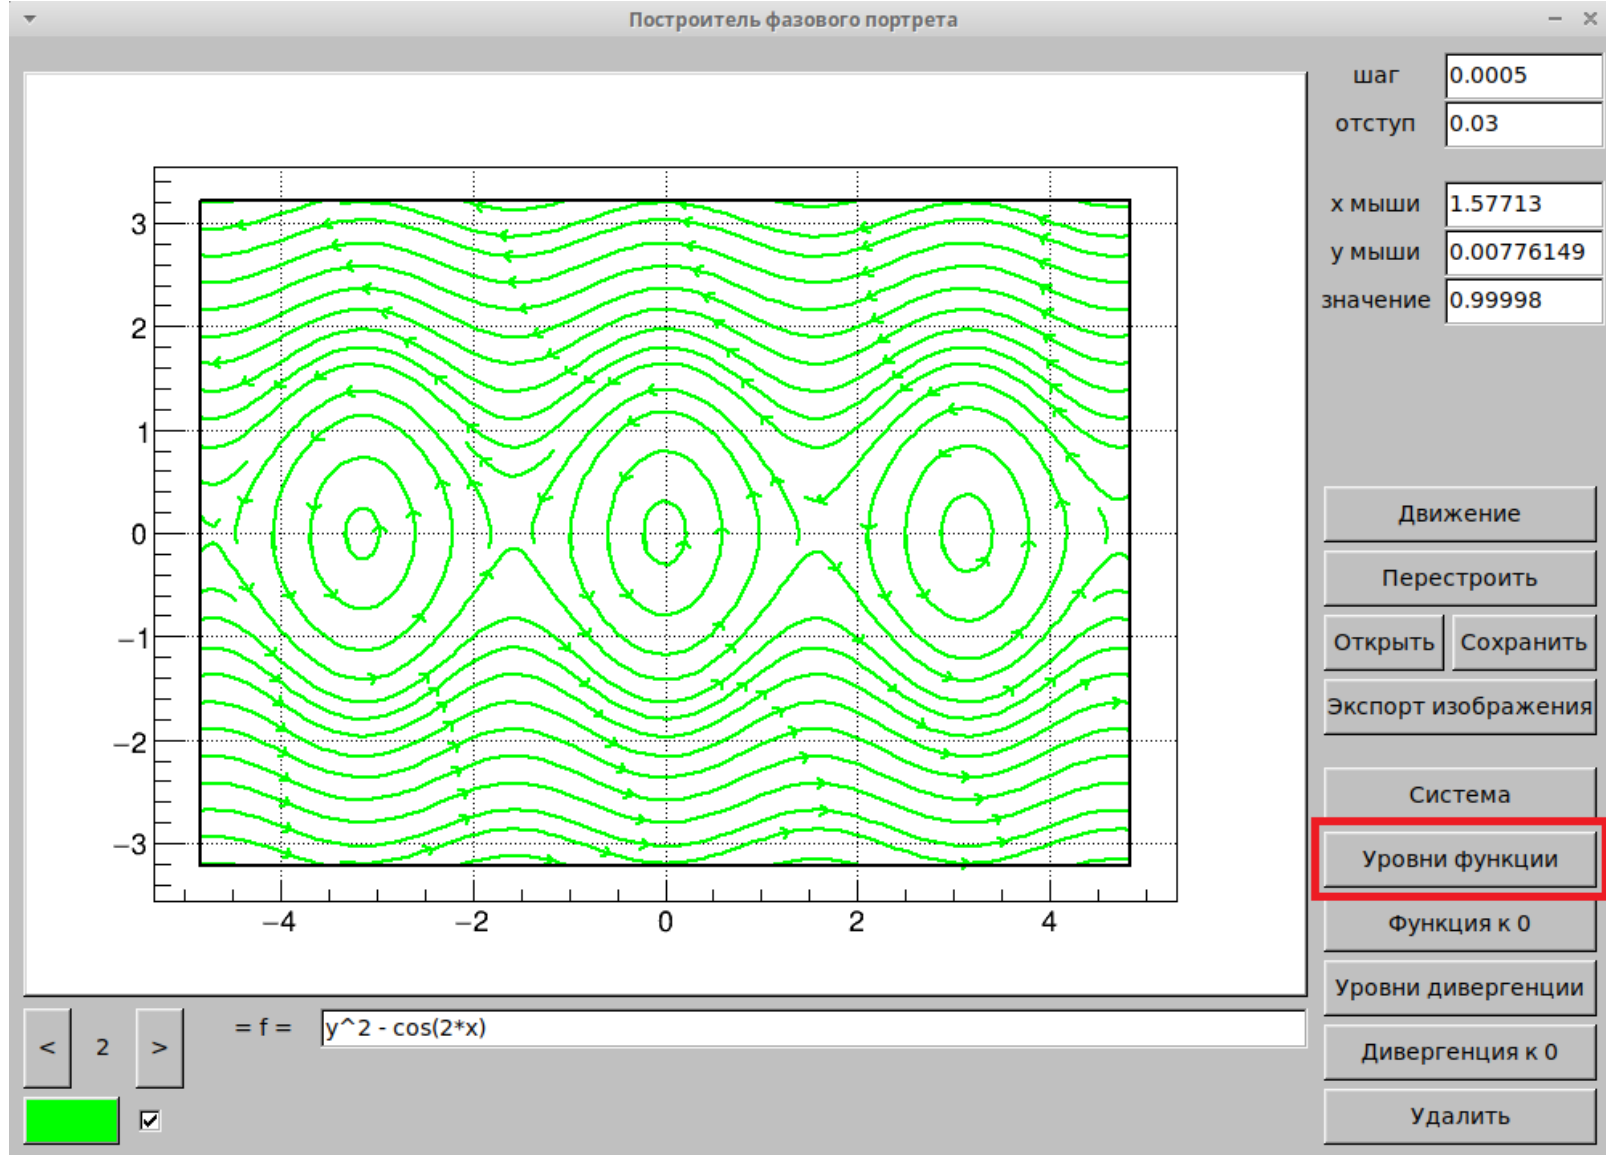 Построитель фазового портрета
шаг 0.0005
отступ 0.03
x мыши 1.57713
y мыши 0.00776149
значение 0.99998
3
2
1
0
−1
−2
−3
−4 −2 0 2 4
Движение
Перестроить
Открыть Сохранить
Экспорт изображения
Система
Уровни функции
Функция к 0
Уровни дивергенции
Дивергенция к 0
Удалить
< 2 > = f = y^2 - cos(2*x)